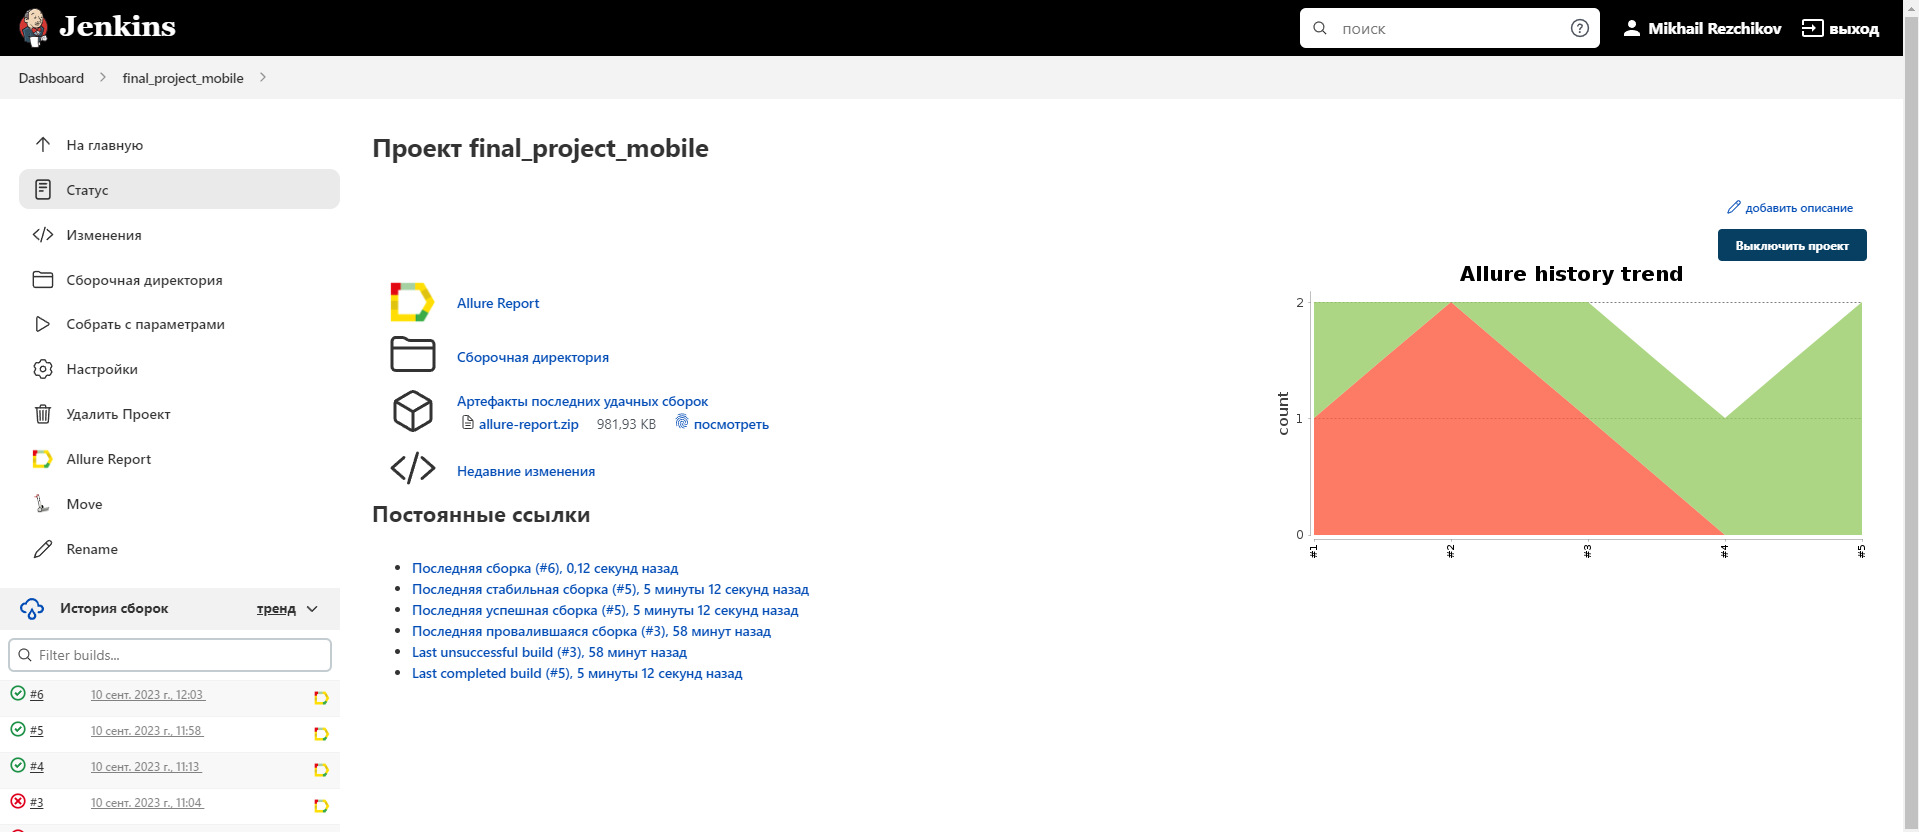 Jenkins
поиск
Mikhail Rezchikov
выход
Dashboard
final_project_mobile
На главную
Статус
Изменения
Сборочная директория
Собрать с параметрами
Настройки
Удалить Проект
Allure Report
Move
Rename
История сборок
тренд
Filter builds...
#6 10 сент. 2023 г., 12:03
#5 10 сент. 2023 г., 11:58
#4 10 сент. 2023 г., 11:13
#3 10 сент. 2023 г., 11:04
Проект final_project_mobile
добавить описание
Выключить проект
Allure Report
Сборочная директория
Артефакты последних удачных сборок
allure-report.zip 981,93 KB посмотреть
Недавние изменения
Постоянные ссылки
Последняя сборка (#6), 0,12 секунд назад
Последняя стабильная сборка (#5), 5 минуты 12 секунд назад
Последняя успешная сборка (#5), 5 минуты 12 секунд назад
Последняя провалившаяся сборка (#3), 58 минут назад
Last unsuccessful build (#3), 58 минут назад
Last completed build (#5), 5 минуты 12 секунд назад
Allure history trend
count
2
1
0
#1
#2
#3
#4
#5